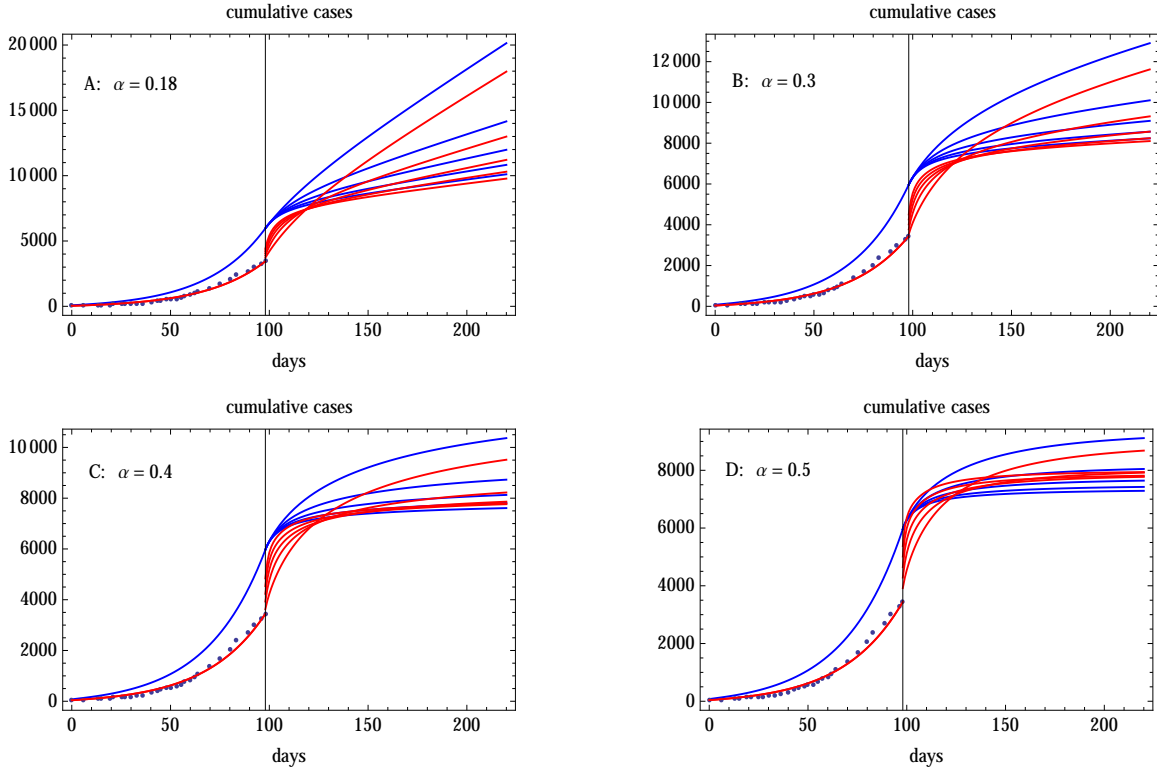 cumulative cases
A: α = 0.18
20 000
15 000
10 000
5000
0
0 50 100 150 200
days
cumulative cases
B: α = 0.3
12 000
10 000
8000
6000
4000
2000
0
0 50 100 150 200
days
cumulative cases
C: α = 0.4
10 000
8000
6000
4000
2000
0
0 50 100 150 200
days
cumulative cases
D: α = 0.5
8000
6000
4000
2000
0
0 50 100 150 200
days